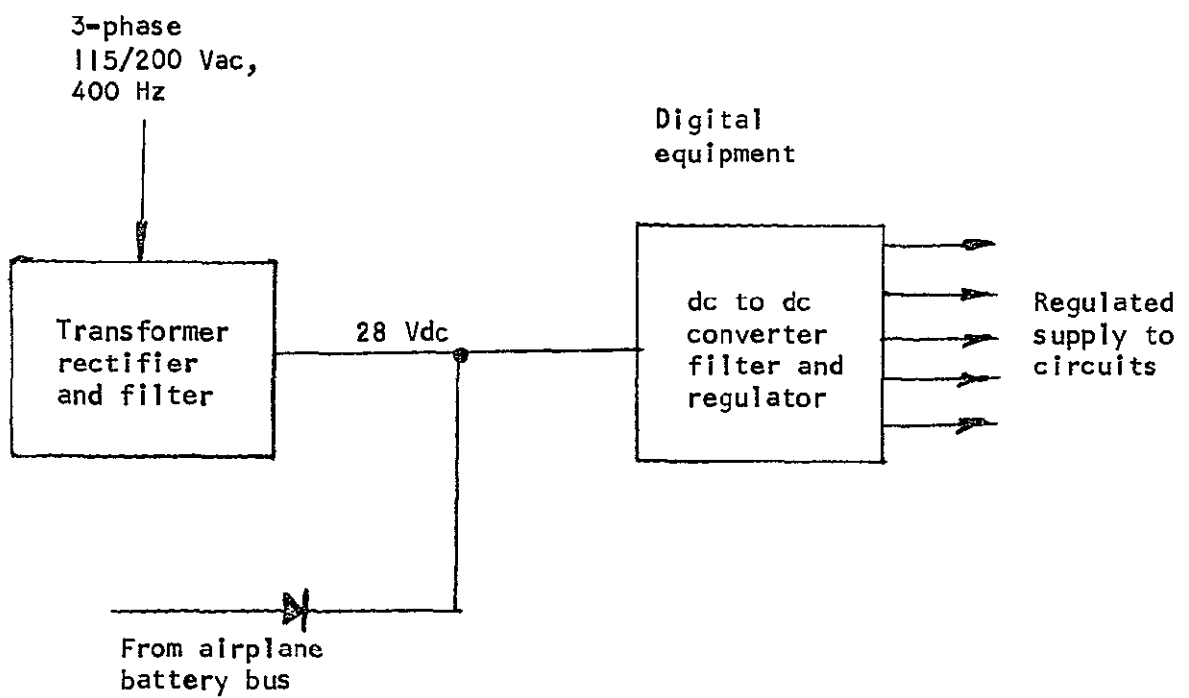 3-phase
115/200 Vac,
400 Hz
Digital
equipment
Transformer
rectifier
and filter
28 Vdc
dc to dc
converter
filter and
regulator
Regulated
supply to
circuits
From airplane
battery bus